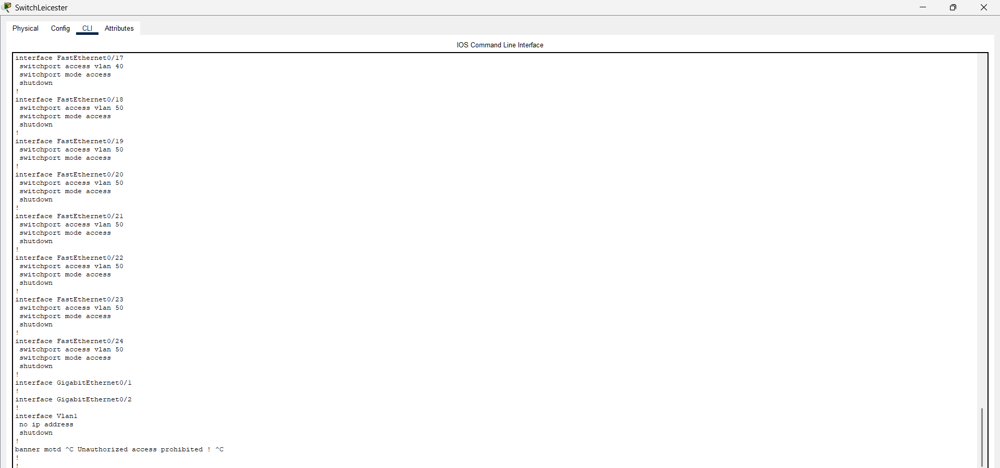 SwitchLeicester
Physical Config CLI Attributes
IOS Command Line Interface
interface FastEthernet0/17
 switchport access vlan 40
 switchport mode access
 shutdown
!
interface FastEthernet0/18
 switchport access vlan 50
 switchport mode access
 shutdown
!
interface FastEthernet0/19
 switchport access vlan 50
 switchport mode access
!
interface FastEthernet0/20
 switchport access vlan 50
 switchport mode access
 shutdown
!
interface FastEthernet0/21
 switchport access vlan 50
 switchport mode access
 shutdown
!
interface FastEthernet0/22
 switchport access vlan 50
 switchport mode access
 shutdown
!
interface FastEthernet0/23
 switchport access vlan 50
 switchport mode access
 shutdown
!
interface FastEthernet0/24
 switchport access vlan 50
 switchport mode access
 shutdown
!
interface GigabitEthernet0/1
!
interface GigabitEthernet0/2
!
interface Vlan1
 no ip address
 shutdown
!
banner motd ^C Unauthorized access prohibited ! ^C
!
!